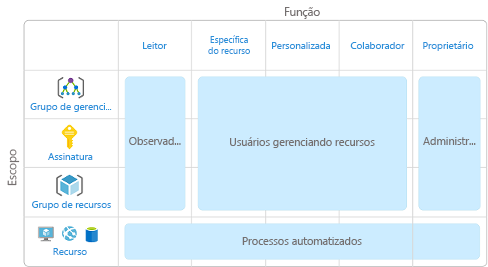 Função
Leitor
Específica
do recurso
Personalizada
Colaborador
Proprietário
Escopo
Grupo de gerenci...
Assinatura
Grupo de recursos
Recurso
Observad...
Usuários gerenciando recursos
Administr...
Processos automatizados